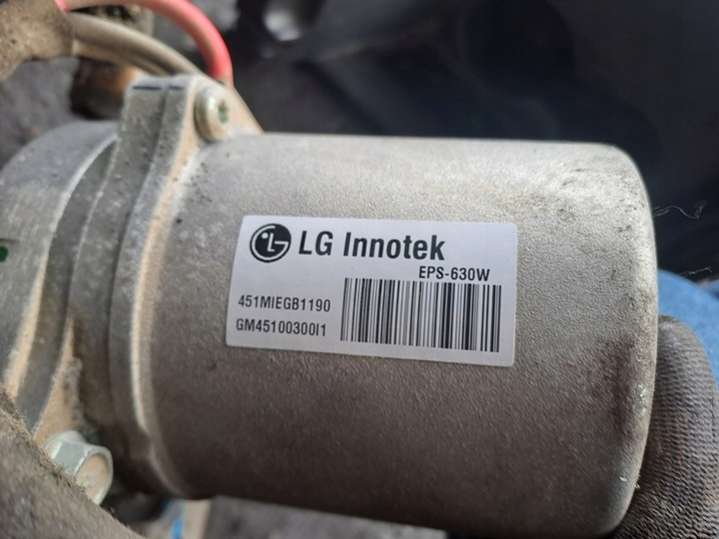 LG Innotek
EPS-630W
451MIEGB1190
GM45100300I1